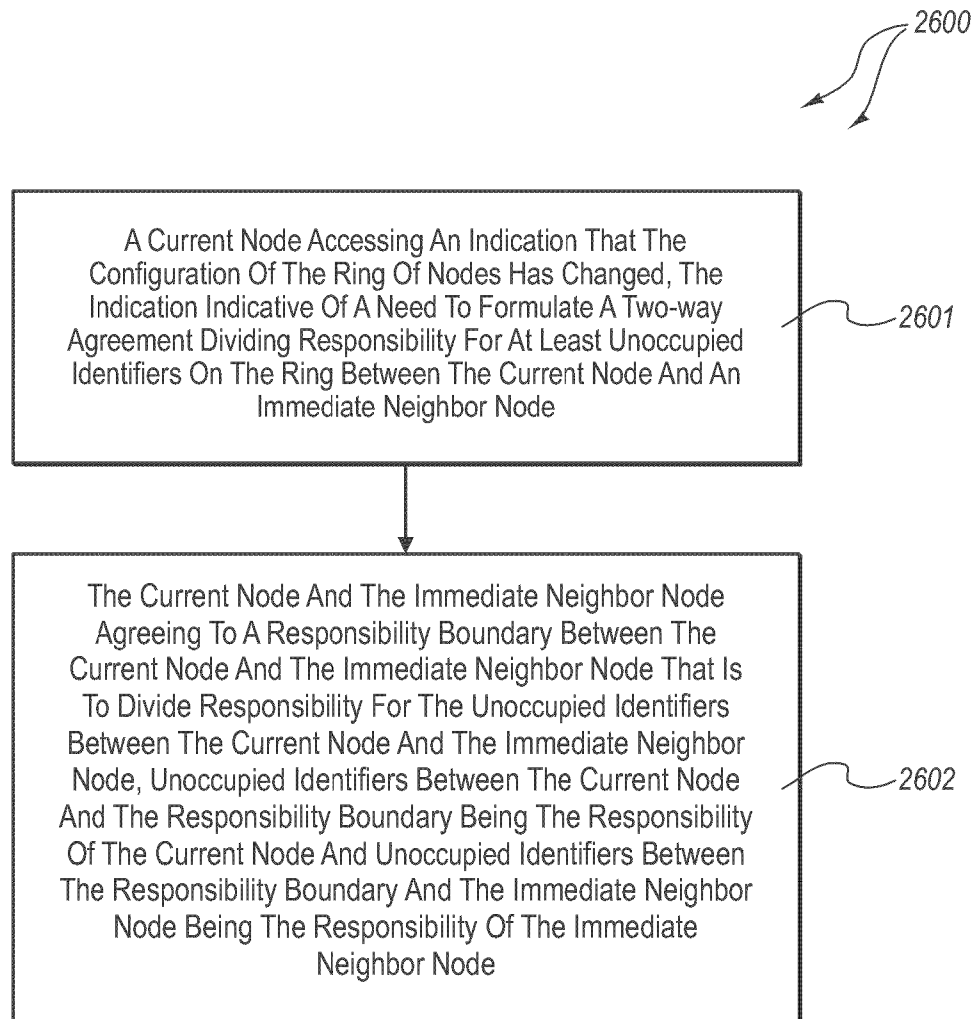 2600
A Current Node Accessing An Indication That The
Configuration Of The Ring Of Nodes Has Changed, The
Indication Indicative Of A Need To Formulate A Two-way
Agreement Dividing Responsibility For At Least Unoccupied
Identifiers On The Ring Between The Current Node And An
Immediate Neighbor Node
2601
The Current Node And The Immediate Neighbor Node
Agreeing To A Responsibility Boundary Between The
Current Node And The Immediate Neighbor Node That Is
To Divide Responsibility For The Unoccupied Identifiers
Between The Current Node And The Immediate Neighbor
Node, Unoccupied Identifiers Between The Current Node
And The Responsibility Boundary Being The Responsibility
Of The Current Node And Unoccupied Identifiers Between
The Responsibility Boundary And The Immediate Neighbor
Node Being The Responsibility Of The Immediate
Neighbor Node
2602